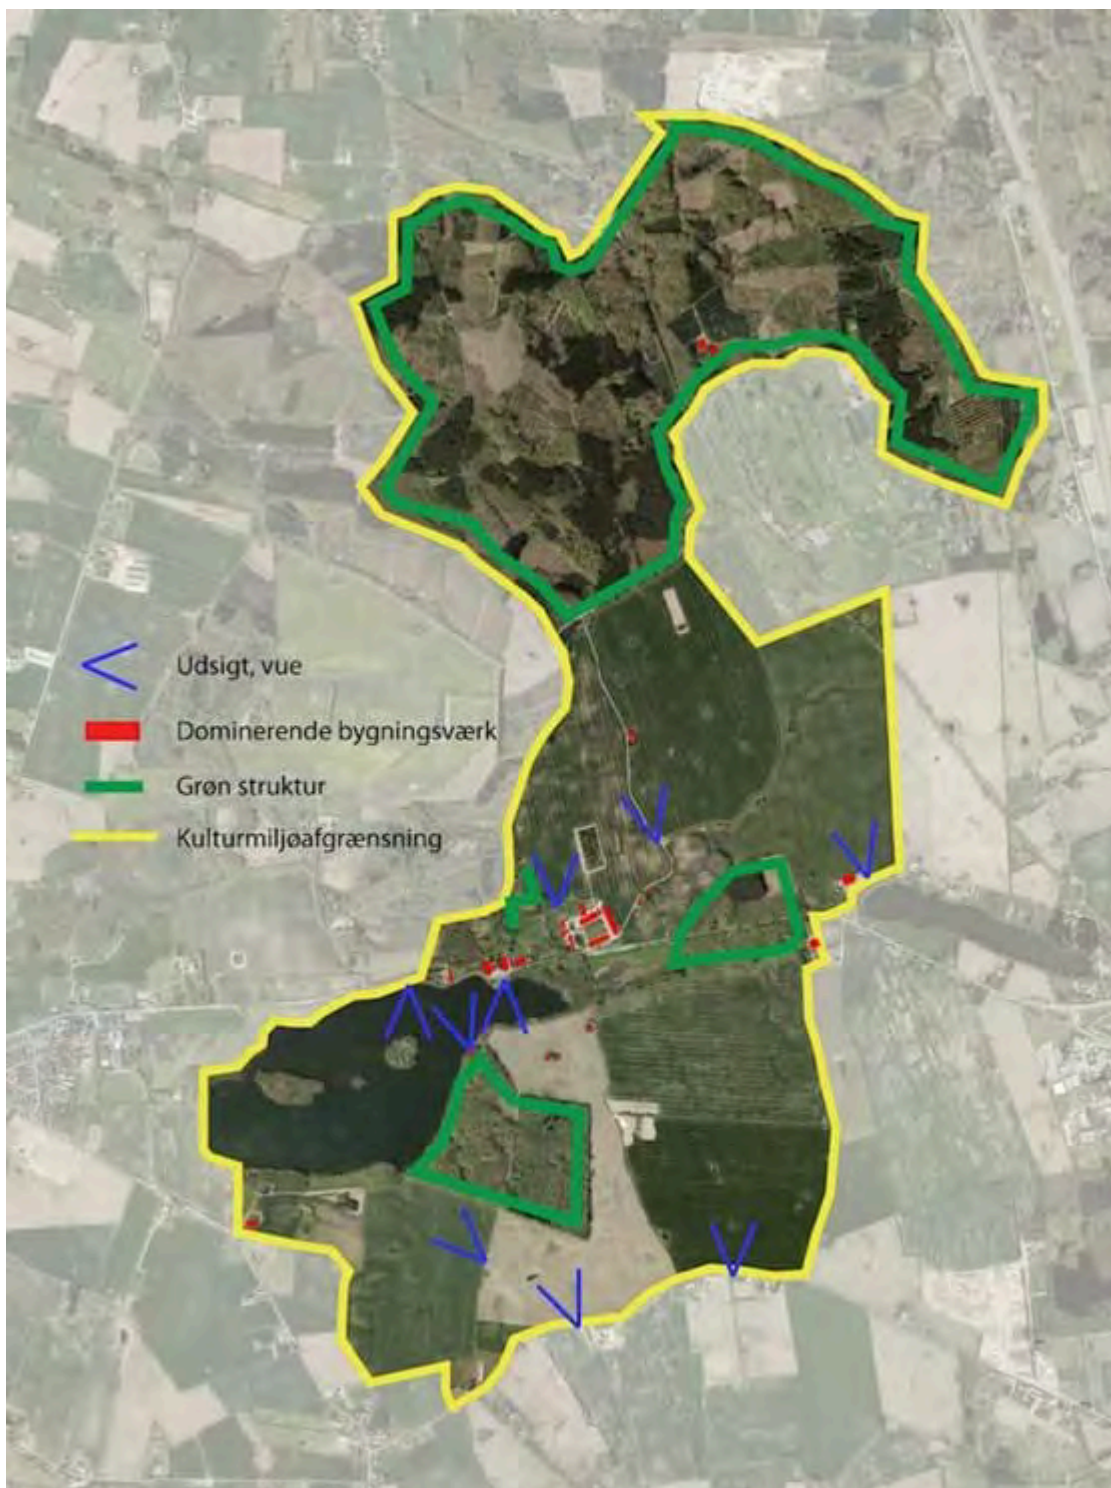 Udsigt, vue
Dominerende bygningsværk
Grøn struktur
Kulturmiljøafgrænsning